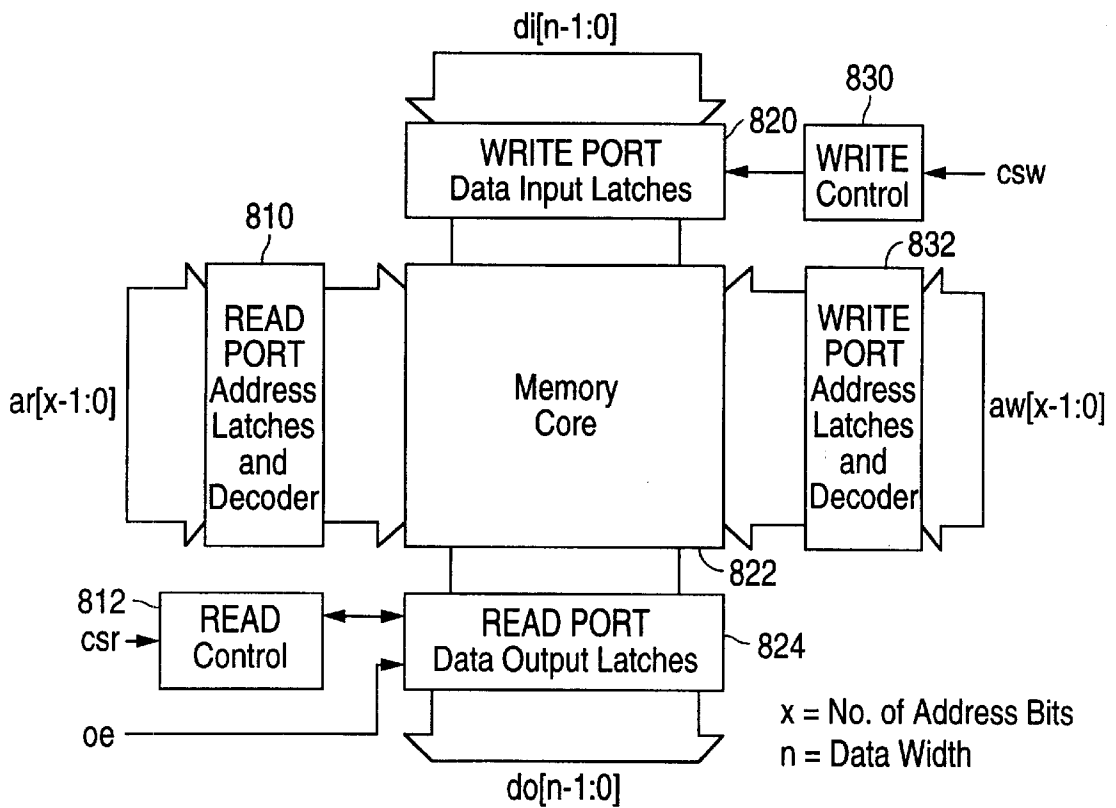 di[n-1:0]
820
830
WRITE PORT
Data Input Latches
WRITE
Control
csw
810
832
READ
PORT
Address
Latches
and
Decoder
ar[x-1:0]
Memory
Core
WRITE
PORT
Address
Latches
and
Decoder
aw[x-1:0]
822
812
csr
READ
Control
READ PORT
Data Output Latches
824
oe
do[n-1:0]
x = No. of Address Bits
n = Data Width